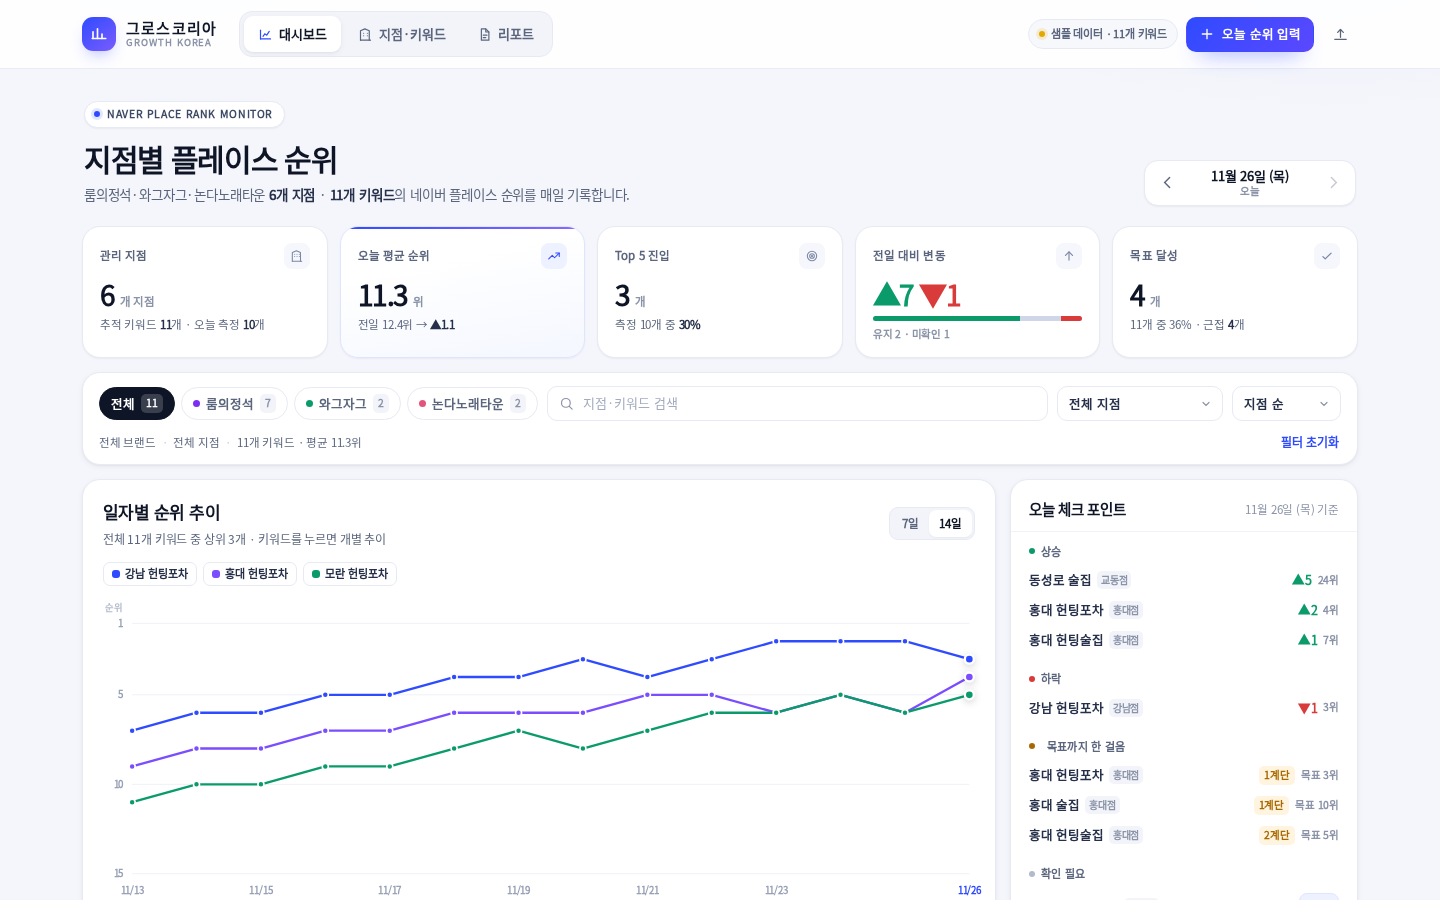 그로스코리아
GROWTH KOREA
대시보드
지점·키워드
리포트
샘플 데이터 · 11개 키워드
오늘 순위 입력
NAVER PLACE RANK MONITOR
지점별 플레이스 순위
룸의정석·와그자그·논다노래타운 6개 지점 · 11개 키워드의 네이버 플레이스 순위를 매일 기록합니다.
11월 26일 (목)
오늘
관리 지점
6 개 지점
추적 키워드 11개 · 오늘 측정 10개
오늘 평균 순위
11.3 위
전일 12.4위 → ▲1.1
Top 5 진입
3 개
측정 10개 중 30%
전일 대비 변동
▲7 ▼1
유지 2 · 미확인 1
목표 달성
4 개
11개 중 36% · 근접 4개
전체 11
룸의정석 7
와그자그 2
논다노래타운 2
지점·키워드 검색
전체 지점
지점 순
전체 브랜드 · 전체 지점 · 11개 키워드 · 평균 11.3위
필터 초기화
일자별 순위 추이
전체 11개 키워드 중 상위 3개 · 키워드를 누르면 개별 추이
7일
14일
강남 헌팅포차
홍대 헌팅포차
모란 헌팅포차
순위
1
5
10
15
11/13
11/15
11/17
11/19
11/21
11/23
11/26
오늘 체크 포인트
11월 26일 (목) 기준
상승
동성로 술집 교동점 ▲5 24위
홍대 헌팅포차 홍대점 ▲2 4위
홍대 헌팅술집 홍대점 ▲1 7위
하락
강남 헌팅포차 강남점 ▼1 3위
목표까지 한 걸음
홍대 헌팅포차 홍대점 1계단 목표 3위
홍대 술집 홍대점 1계단 목표 10위
홍대 헌팅술집 홍대점 2계단 목표 5위
확인 필요